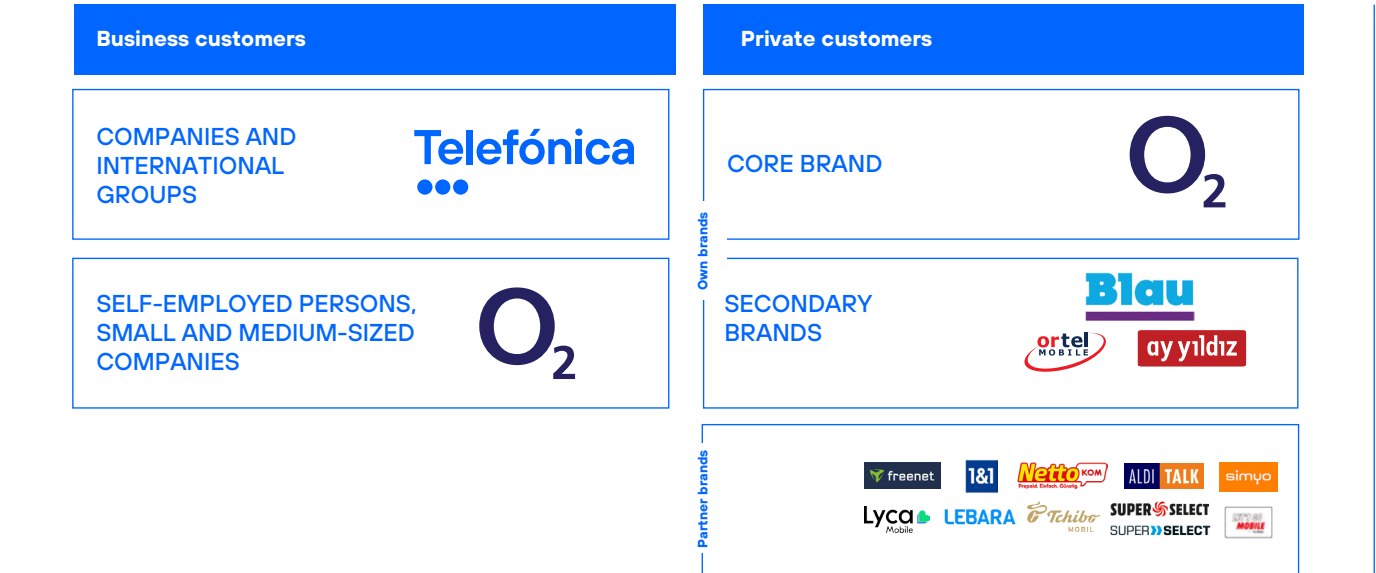 Business customers
COMPANIES AND
INTERNATIONAL
GROUPS
Telefónica
SELF-EMPLOYED PERSONS,
SMALL AND MEDIUM-SIZED
COMPANIES
O2
Private customers
Own brands
CORE BRAND
O2
SECONDARY
BRANDS
Blau
ortel
MOBILE
ay yıldız
Partner brands
freenet
1&1
Netto KOM
Prepaid. Einfach. Günstig.
ALDI TALK
simyo
Lyca
Mobile
LEBARA
Tchibo
MOBIL
SUPER SELECT
SUPER SELECT
MOBILE